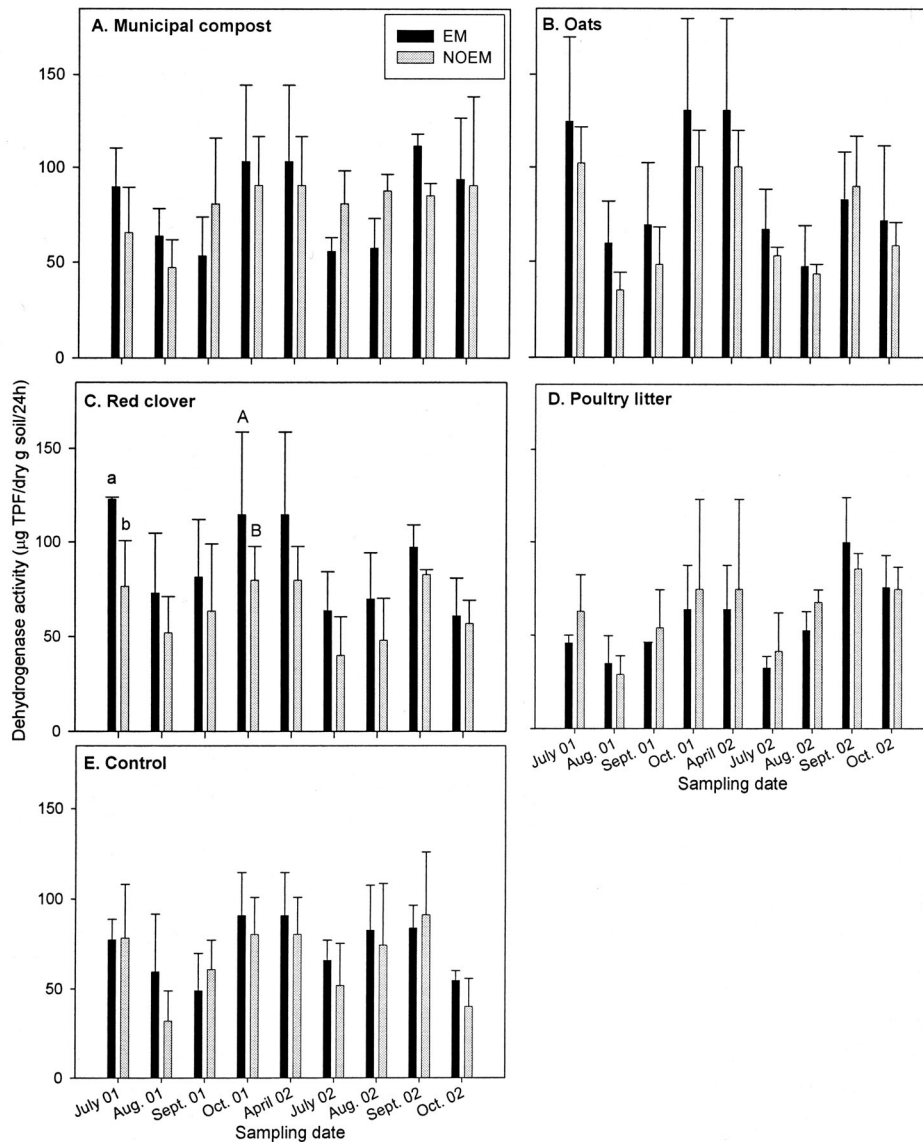 A. Municipal compost
EM
NOEM
150
100
50
0
B. Oats
Dehydrogenase activity (µg TPF/dry g soil/24h)
C. Red clover
a
b
A
B
150
100
50
0
D. Poultry litter
July 01
Aug. 01
Sept. 01
Oct. 01
April 02
July 02
Aug. 02
Sept. 02
Oct. 02
Sampling date
E. Control
150
100
50
0
July 01
Aug. 01
Sept. 01
Oct. 01
April 02
July 02
Aug. 02
Sept. 02
Oct. 02
Sampling date